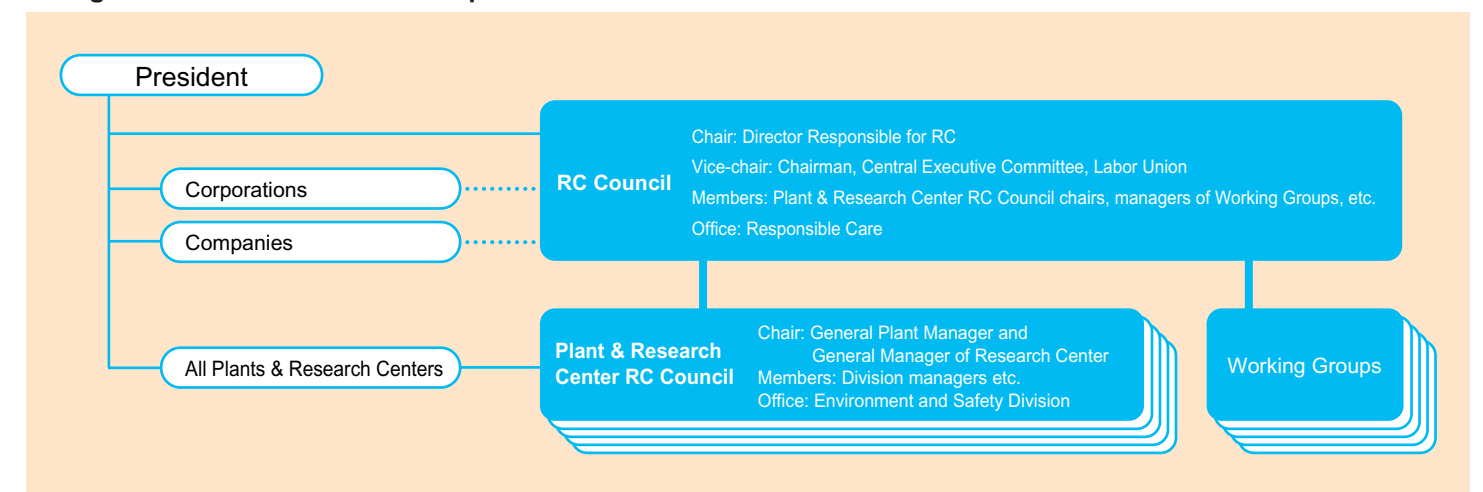 President
RC Council
Chair: Director Responsible for RC
Vice-chair: Chairman, Central Executive Committee, Labor Union
Members: Plant & Research Center RC Council chairs, managers of Working Groups, etc.
Office: Responsible Care
Corporations
Companies
All Plants & Research Centers
Plant & Research
Center RC Council
Chair: General Plant Manager and
General Manager of Research Center
Members: Division managers etc.
Office: Environment and Safety Division
Working Groups